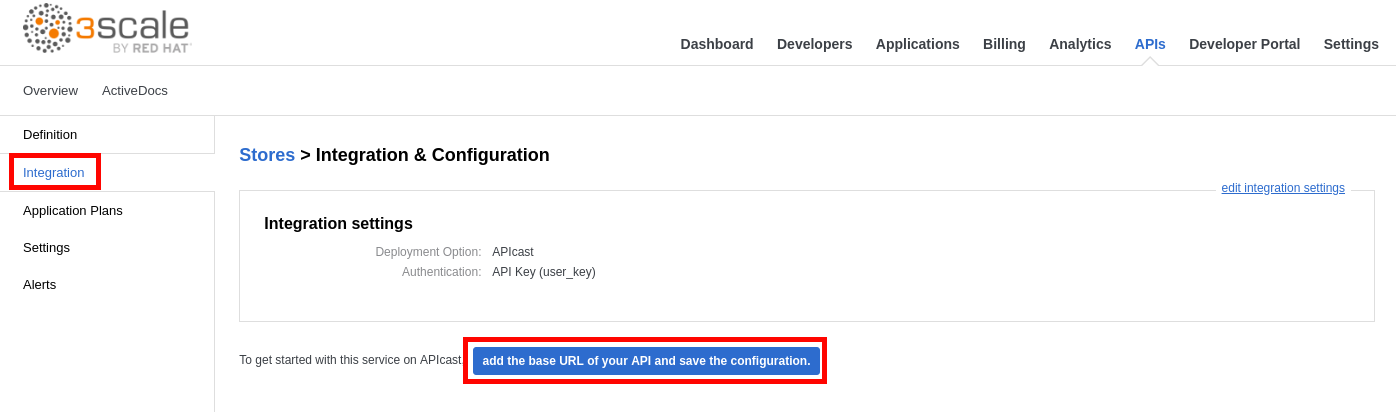 3scale
BY RED HAT
Dashboard Developers Applications Billing Analytics APIs Developer Portal Settings
Overview ActiveDocs
Definition
Integration
Application Plans
Settings
Alerts
Stores > Integration & Configuration
edit integration settings
Integration settings
Deployment Option: APIcast
Authentication: API Key (user_key)
To get started with this service on APIcast, add the base URL of your API and save the configuration.